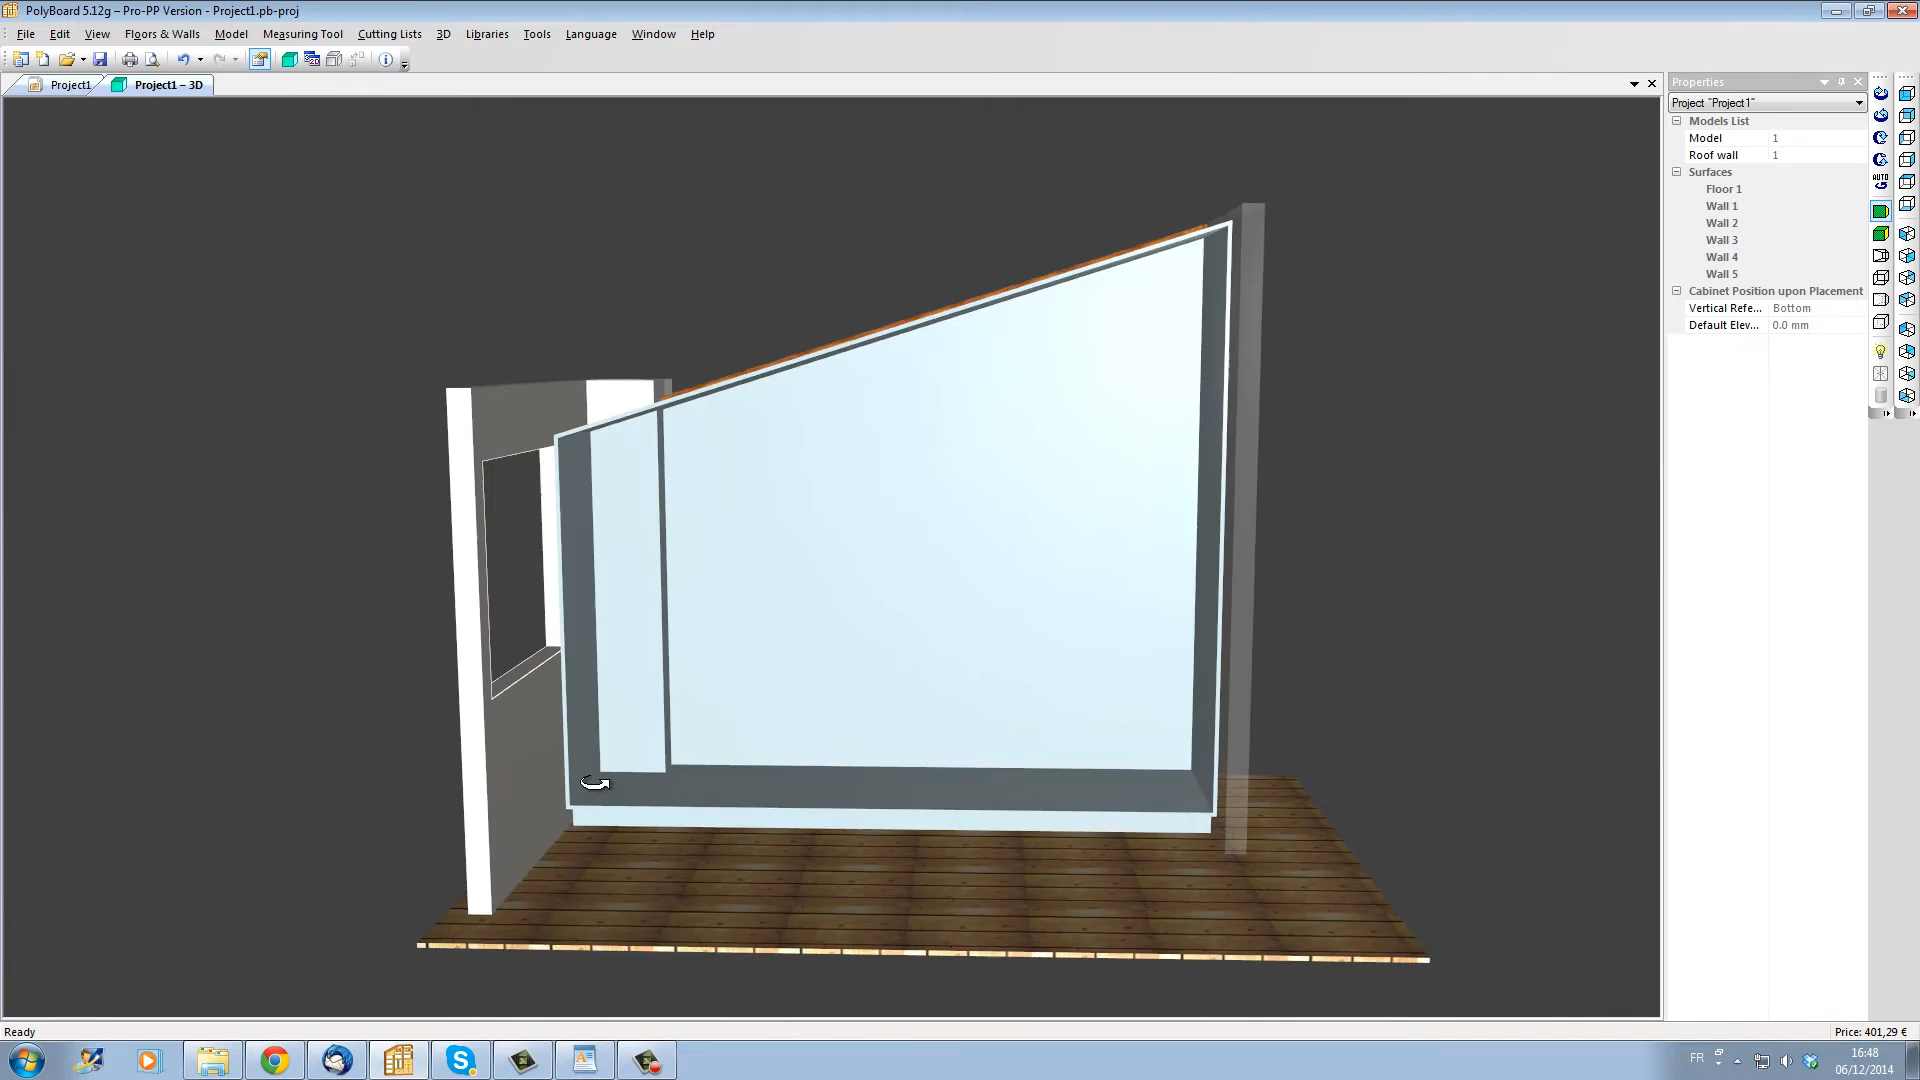 PolyBoard 5.12g – Pro-PP Version - Project1.pb-proj
File Edit View Floors & Walls Model Measuring Tool Cutting Lists 3D Libraries Tools Language Window Help
Project1 Project1 – 3D
Properties
Project "Project1"
Models List
Model 1
Roof wall 1
Surfaces
Floor 1
Wall 1
Wall 2
Wall 3
Wall 4
Wall 5
Cabinet Position upon Placement
Vertical Refe... Bottom
Default Elev... 0.0 mm
AUTO
Ready
Price: 401,29 €
FR
16:48
06/12/2014